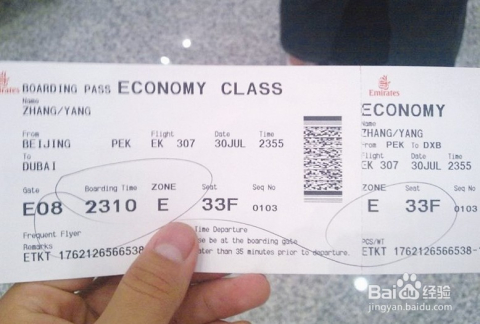 Emirates
BOARDING PASS ECONOMY CLASS
Name
ZHANG/YANG
From Flight Date Time
BEIJING PEK EK 307 30JUL 2355
To
DUBAI
Gate Boarding Time ZONE Seat Seq No
E08 2310 E 33F 0103
Frequent Flyer
Remarks
ETKT 1762126566538
Time Departure
be at the boarding gate
later than 35 minutes prior to departure.
Emirates
ECONOMY
Name
ZHANG/YANG
From PEK To DXB
Flight Date Time
EK 307 30JUL 2355
ZONE Seat Seq No
E 33F 0103
PCS/WT
ETKT 1762126566538-
Baidu 经验
jingyan.baidu.com